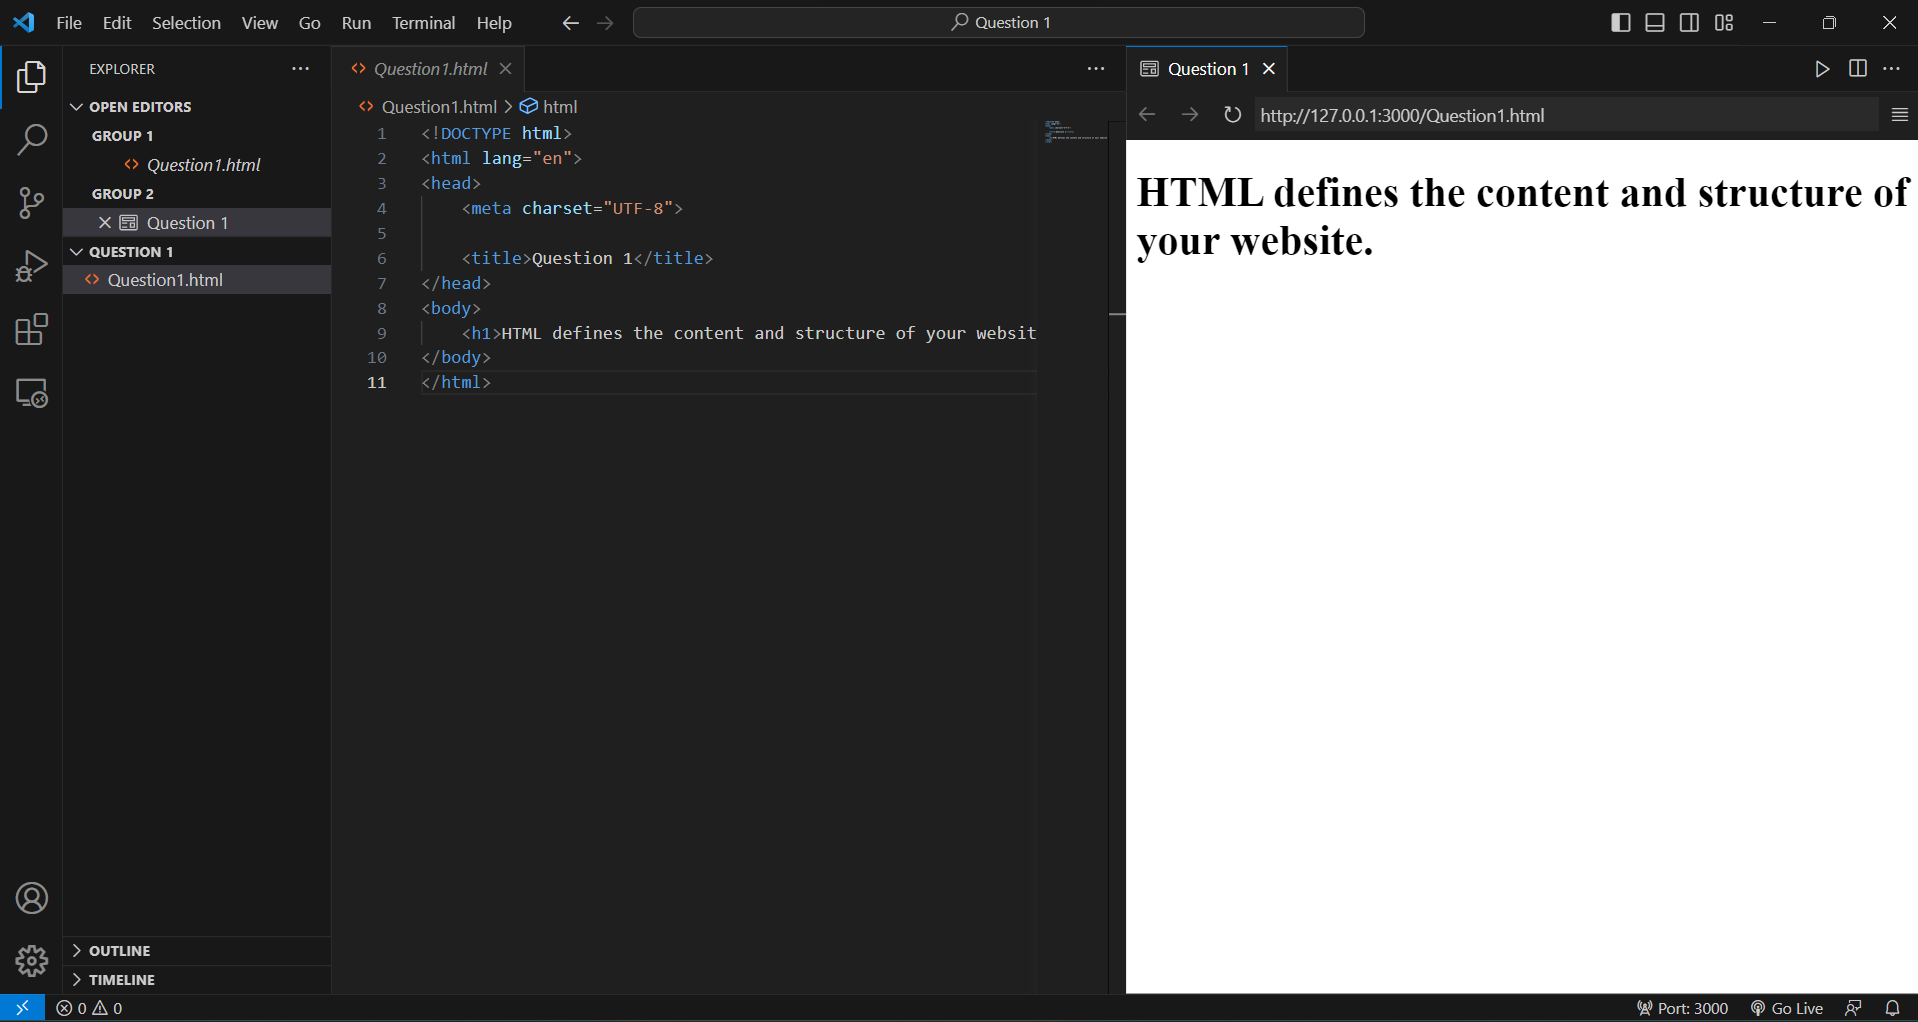 File Edit Selection View Go Run Terminal Help
Question 1
EXPLORER
OPEN EDITORS
GROUP 1
Question1.html
GROUP 2
Question 1
QUESTION 1
Question1.html
OUTLINE
TIMELINE
Question1.html
Question1.html > html
1 <!DOCTYPE html>
2 <html lang="en">
3 <head>
4 <meta charset="UTF-8">
5
6 <title>Question 1</title>
7 </head>
8 <body>
9 <h1>HTML defines the content and structure of your websit
10 </body>
11 </html>
Question 1
http://127.0.0.1:3000/Question1.html
HTML defines the content and structure of
your website.
0 0
Port: 3000 Go Live